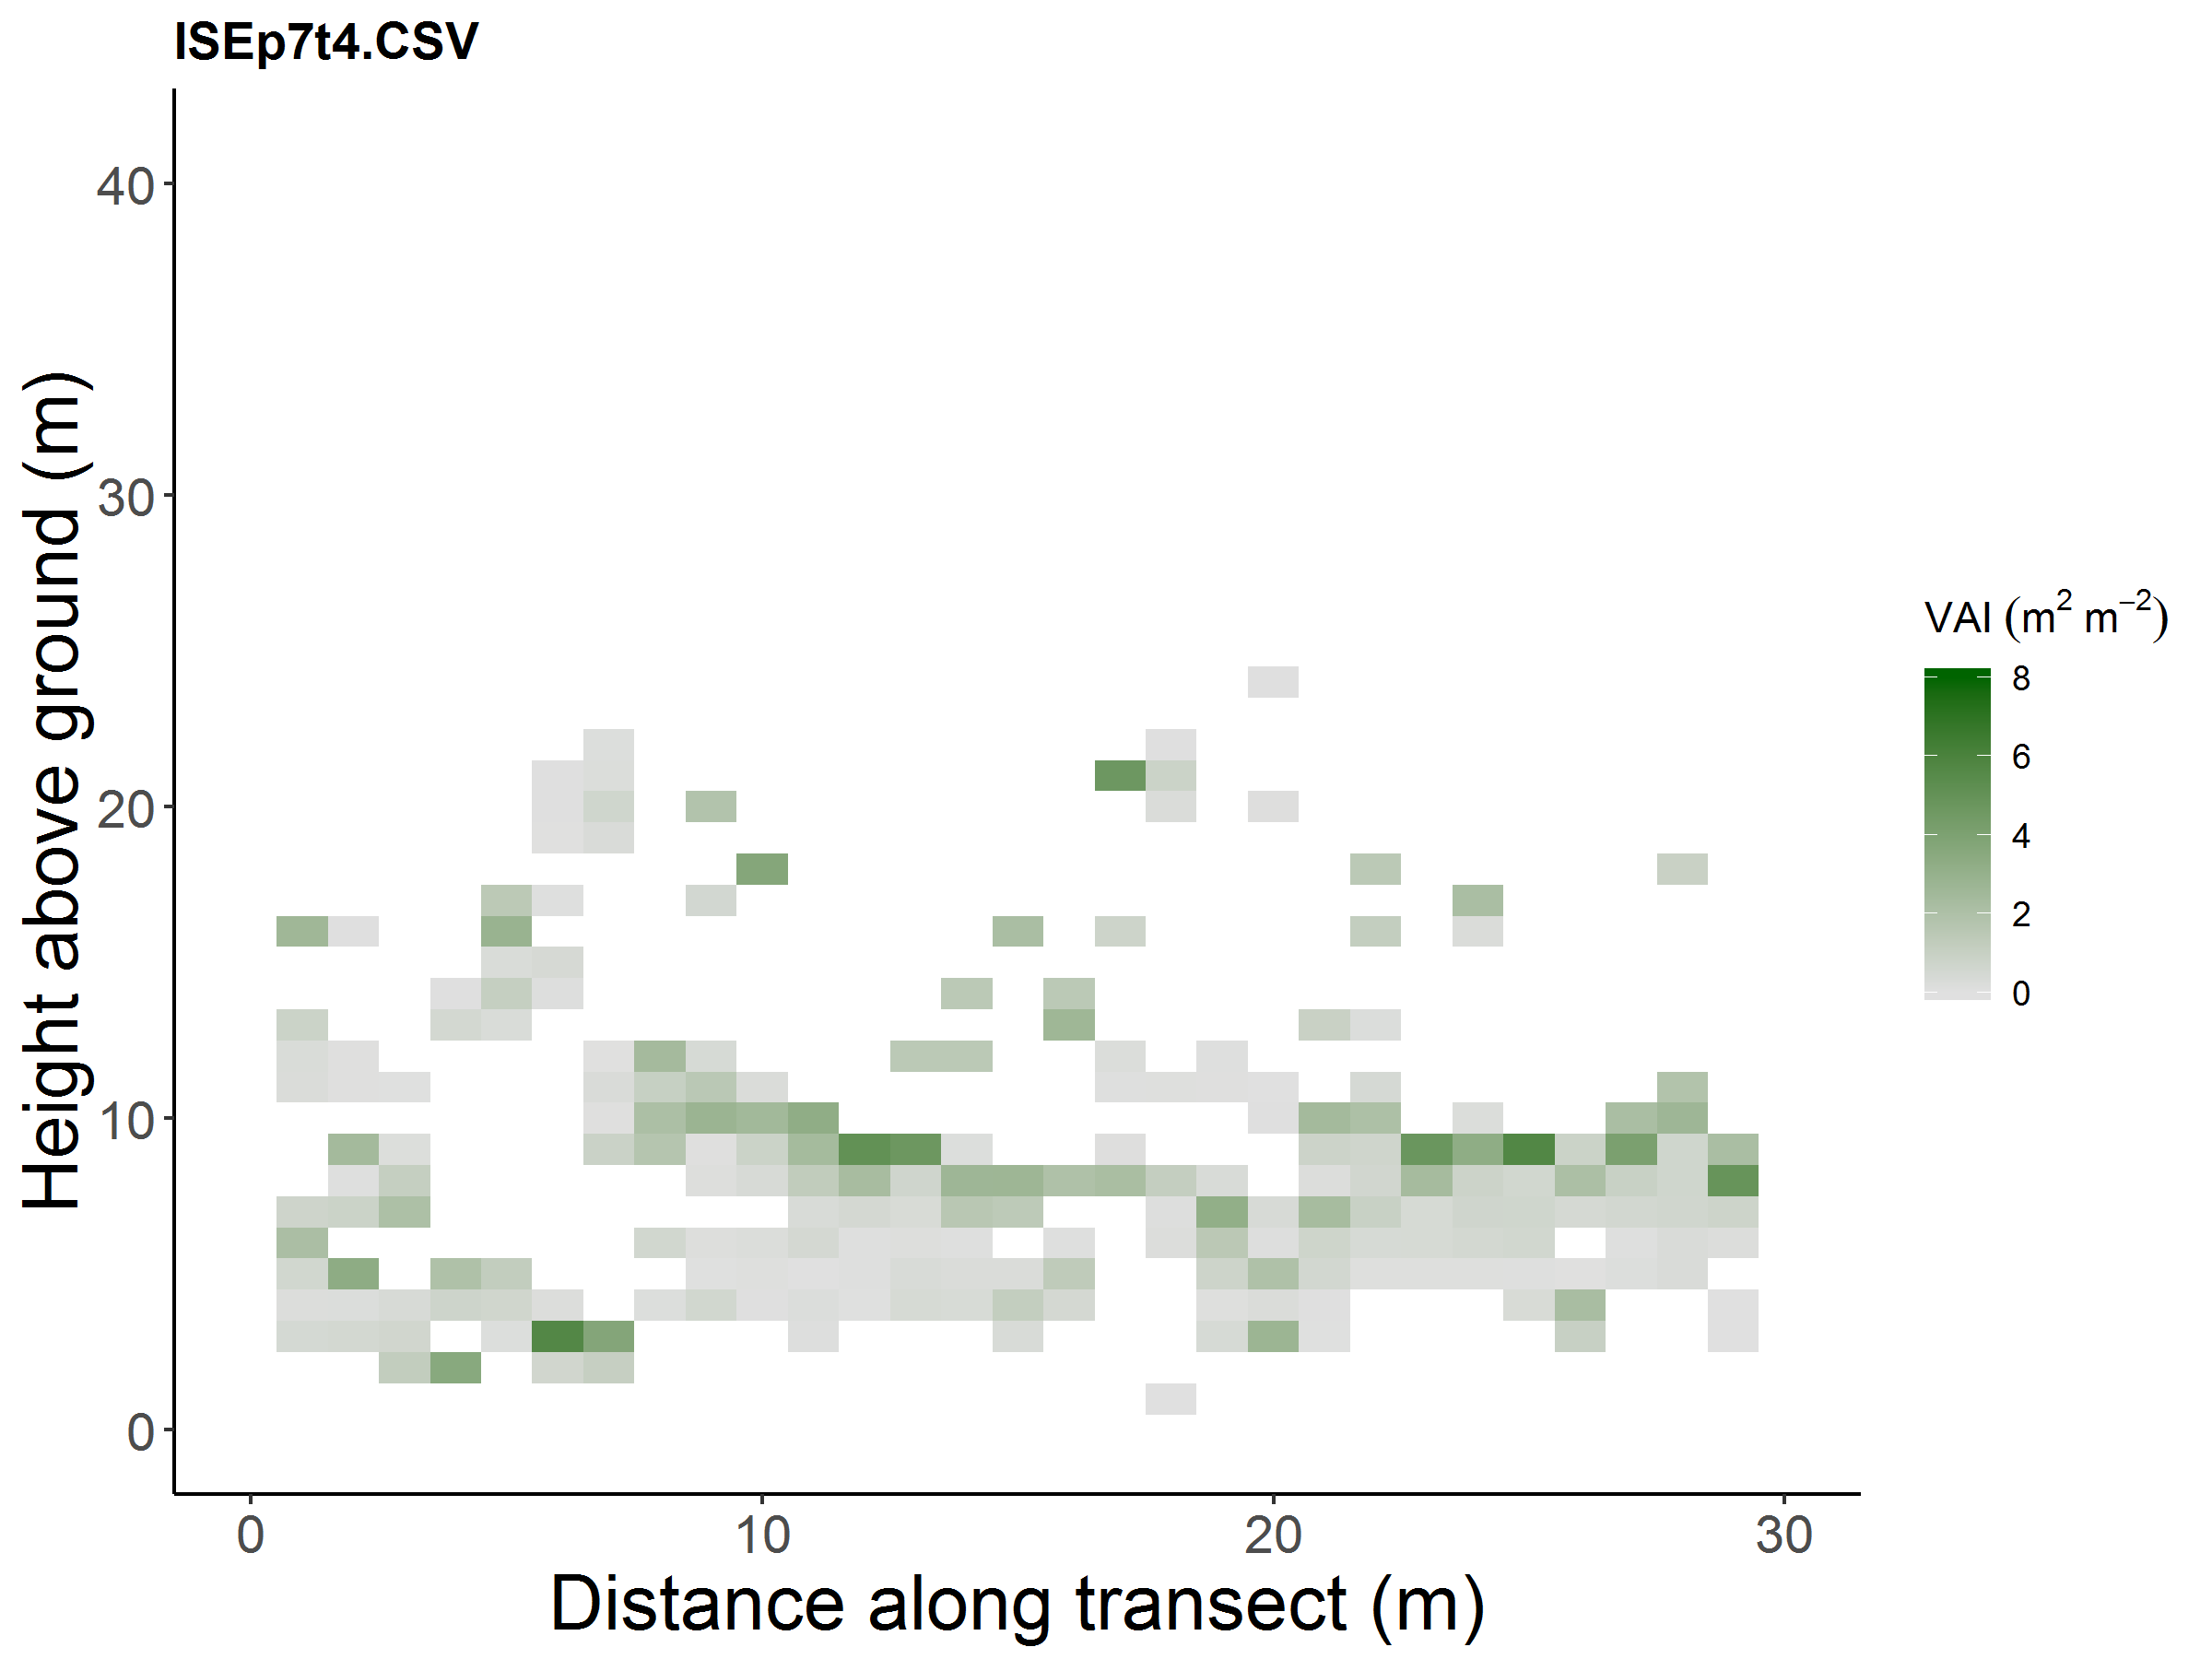 ISEp7t4.CSV
Height above ground (m)
40
30
20
10
0
0 10 20 30
Distance along transect (m)
VAI (m² m⁻²)
8
6
4
2
0